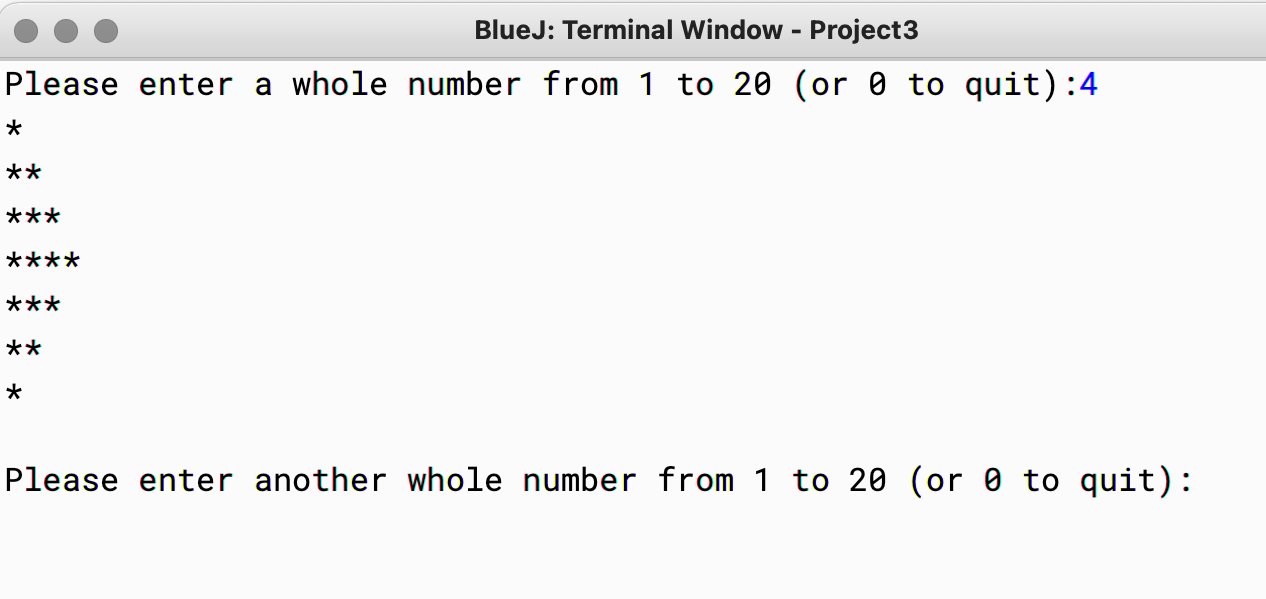 BlueJ: Terminal Window - Project3
Please enter a whole number from 1 to 20 (or 0 to quit):4
*
**
***
****
***
**
*
Please enter another whole number from 1 to 20 (or 0 to quit):